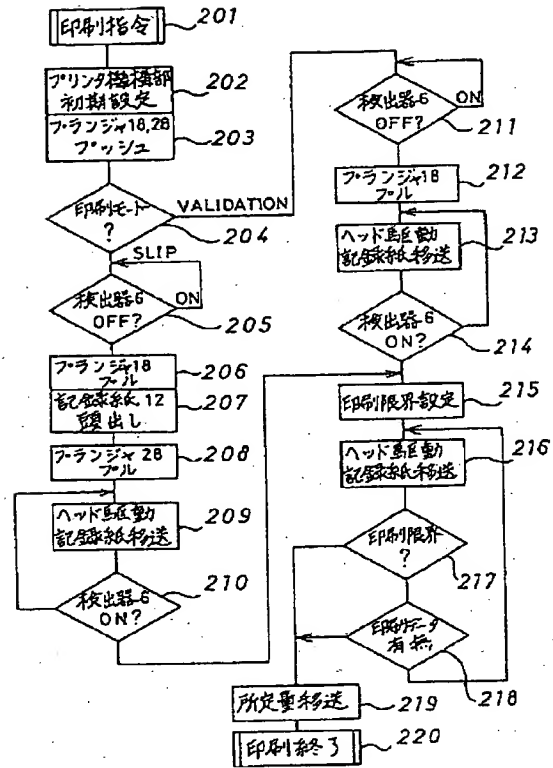 印刷指令
201
プリンタ機構部
初期設定
202
プランジャ18,28
プッシュ
203
印刷モード
?
204
VALIDATION
SLIP
検出器6
OFF?
ON
205
プランジャ18
プル
206
記録紙12
頭出し
207
プランジャ28
プル
208
ヘッド駆動
記録紙移送
209
検出器6
ON?
210
検出器6
OFF?
ON
211
プランジャ18
プル
212
ヘッド駆動
記録紙移送
213
検出器6
ON?
214
印刷限界設定
215
ヘッド駆動
記録紙移送
216
印刷限界
?
217
印刷データ
有無
218
所定量移送
219
印刷終了
220